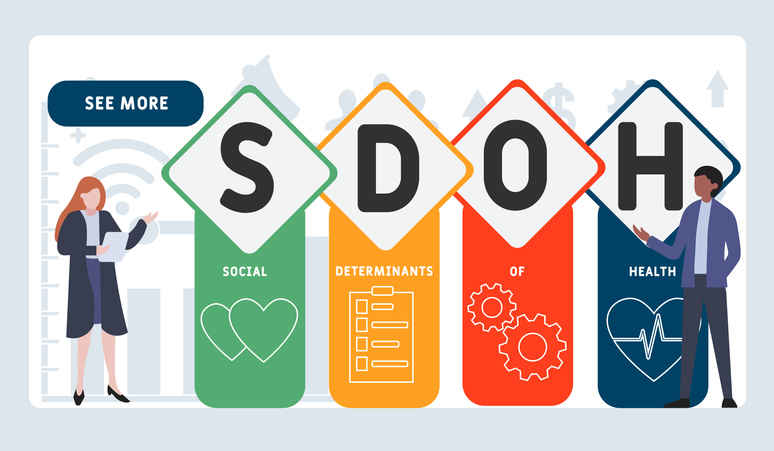 SEE MORE
S D O H
SOCIAL DETERMINANTS OF HEALTH